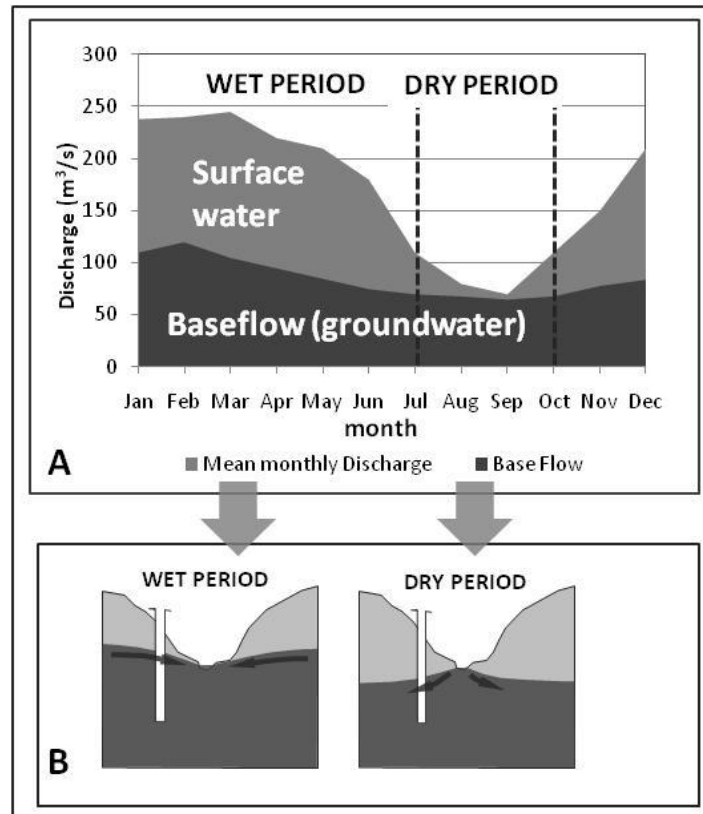 300
WET PERIOD DRY PERIOD
250
200
Surface
water
150
100
Baseflow (groundwater)
50
0
Discharge (m³/s)
Jan Feb Mar Apr May Jun Jul Aug Sep Oct Nov Dec
month
A
Mean monthly Discharge Base Flow
WET PERIOD DRY PERIOD
B